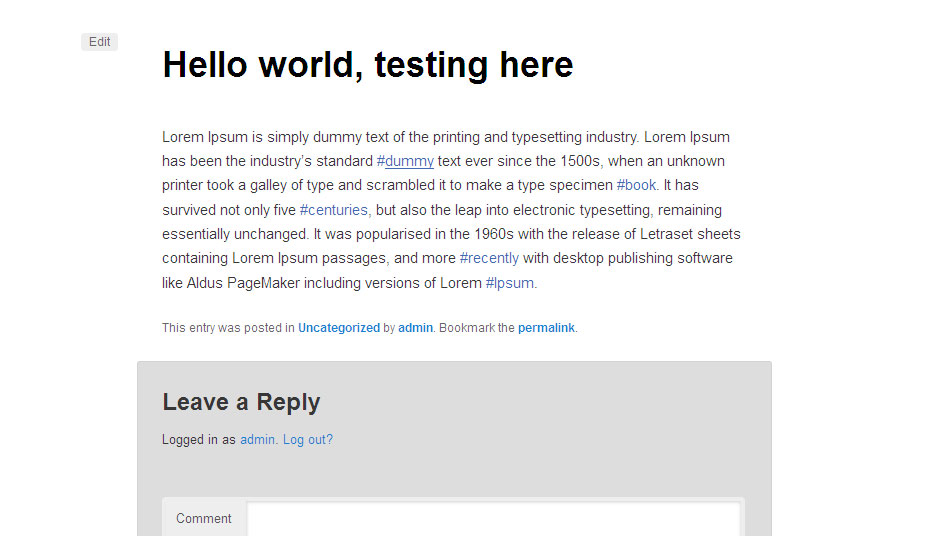 Edit
Hello world, testing here
Lorem Ipsum is simply dummy text of the printing and typesetting industry. Lorem Ipsum
has been the industry’s standard #dummy text ever since the 1500s, when an unknown
printer took a galley of type and scrambled it to make a type specimen #book. It has
survived not only five #centuries, but also the leap into electronic typesetting, remaining
essentially unchanged. It was popularised in the 1960s with the release of Letraset sheets
containing Lorem Ipsum passages, and more #recently with desktop publishing software
like Aldus PageMaker including versions of Lorem #Ipsum.
This entry was posted in Uncategorized by admin. Bookmark the permalink.
Leave a Reply
Logged in as admin. Log out?
Comment